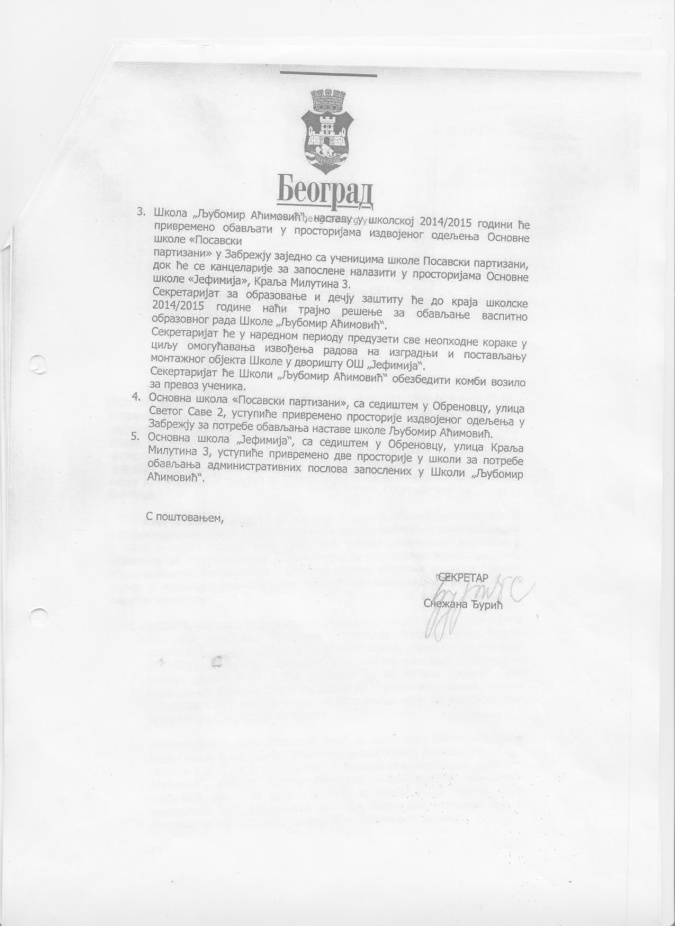 Београд
3. Школа „Љубомир Аћимовић“, наставу у школској 2014/2015 години ће
привремено обављати у просторијама издвојеног одељења Основне
школе «Посавски
партизани» у Забрежју заједно са ученицима школе Посавски партизани,
док ће се канцеларије за запослене налазити у просторијама Основне
школе «Јефимија», Краља Милутина 3.
Секретаријат за образовање и дечју заштиту ће до краја школске
2014/2015 године наћи трајно решење за обављање васпитно
образовног рада Школе „Љубомир Аћимовић“.
Секретаријат ће у наредном периоду предузети све неопходне кораке у
циљу омогућавања извођења радова на изградњи и постављању
монтажног објекта Школе у дворишту ОШ „Јефимија“.
Секертаријат ће Школи „Љубомир Аћимовић“ обезбедити комби возило
за превоз ученика.
4. Основна школа «Посавски партизани», са седиштем у Обреновцу, улица
Светог Саве 2, уступиће привремено просторије издвојеног одељења у
Забрежју за потребе обављања наставе школе Љубомир Аћимовић.
5. Основна школа „Јефимија“, са седиштем у Обреновцу, улица Краља
Милутина 3, уступиће привремено две просторије у школи за потребе
обављања административних послова запослених у Школи „Љубомир
Аћимовић“.
С поштовањем,
СЕКРЕТАР
Снежана Ђурић